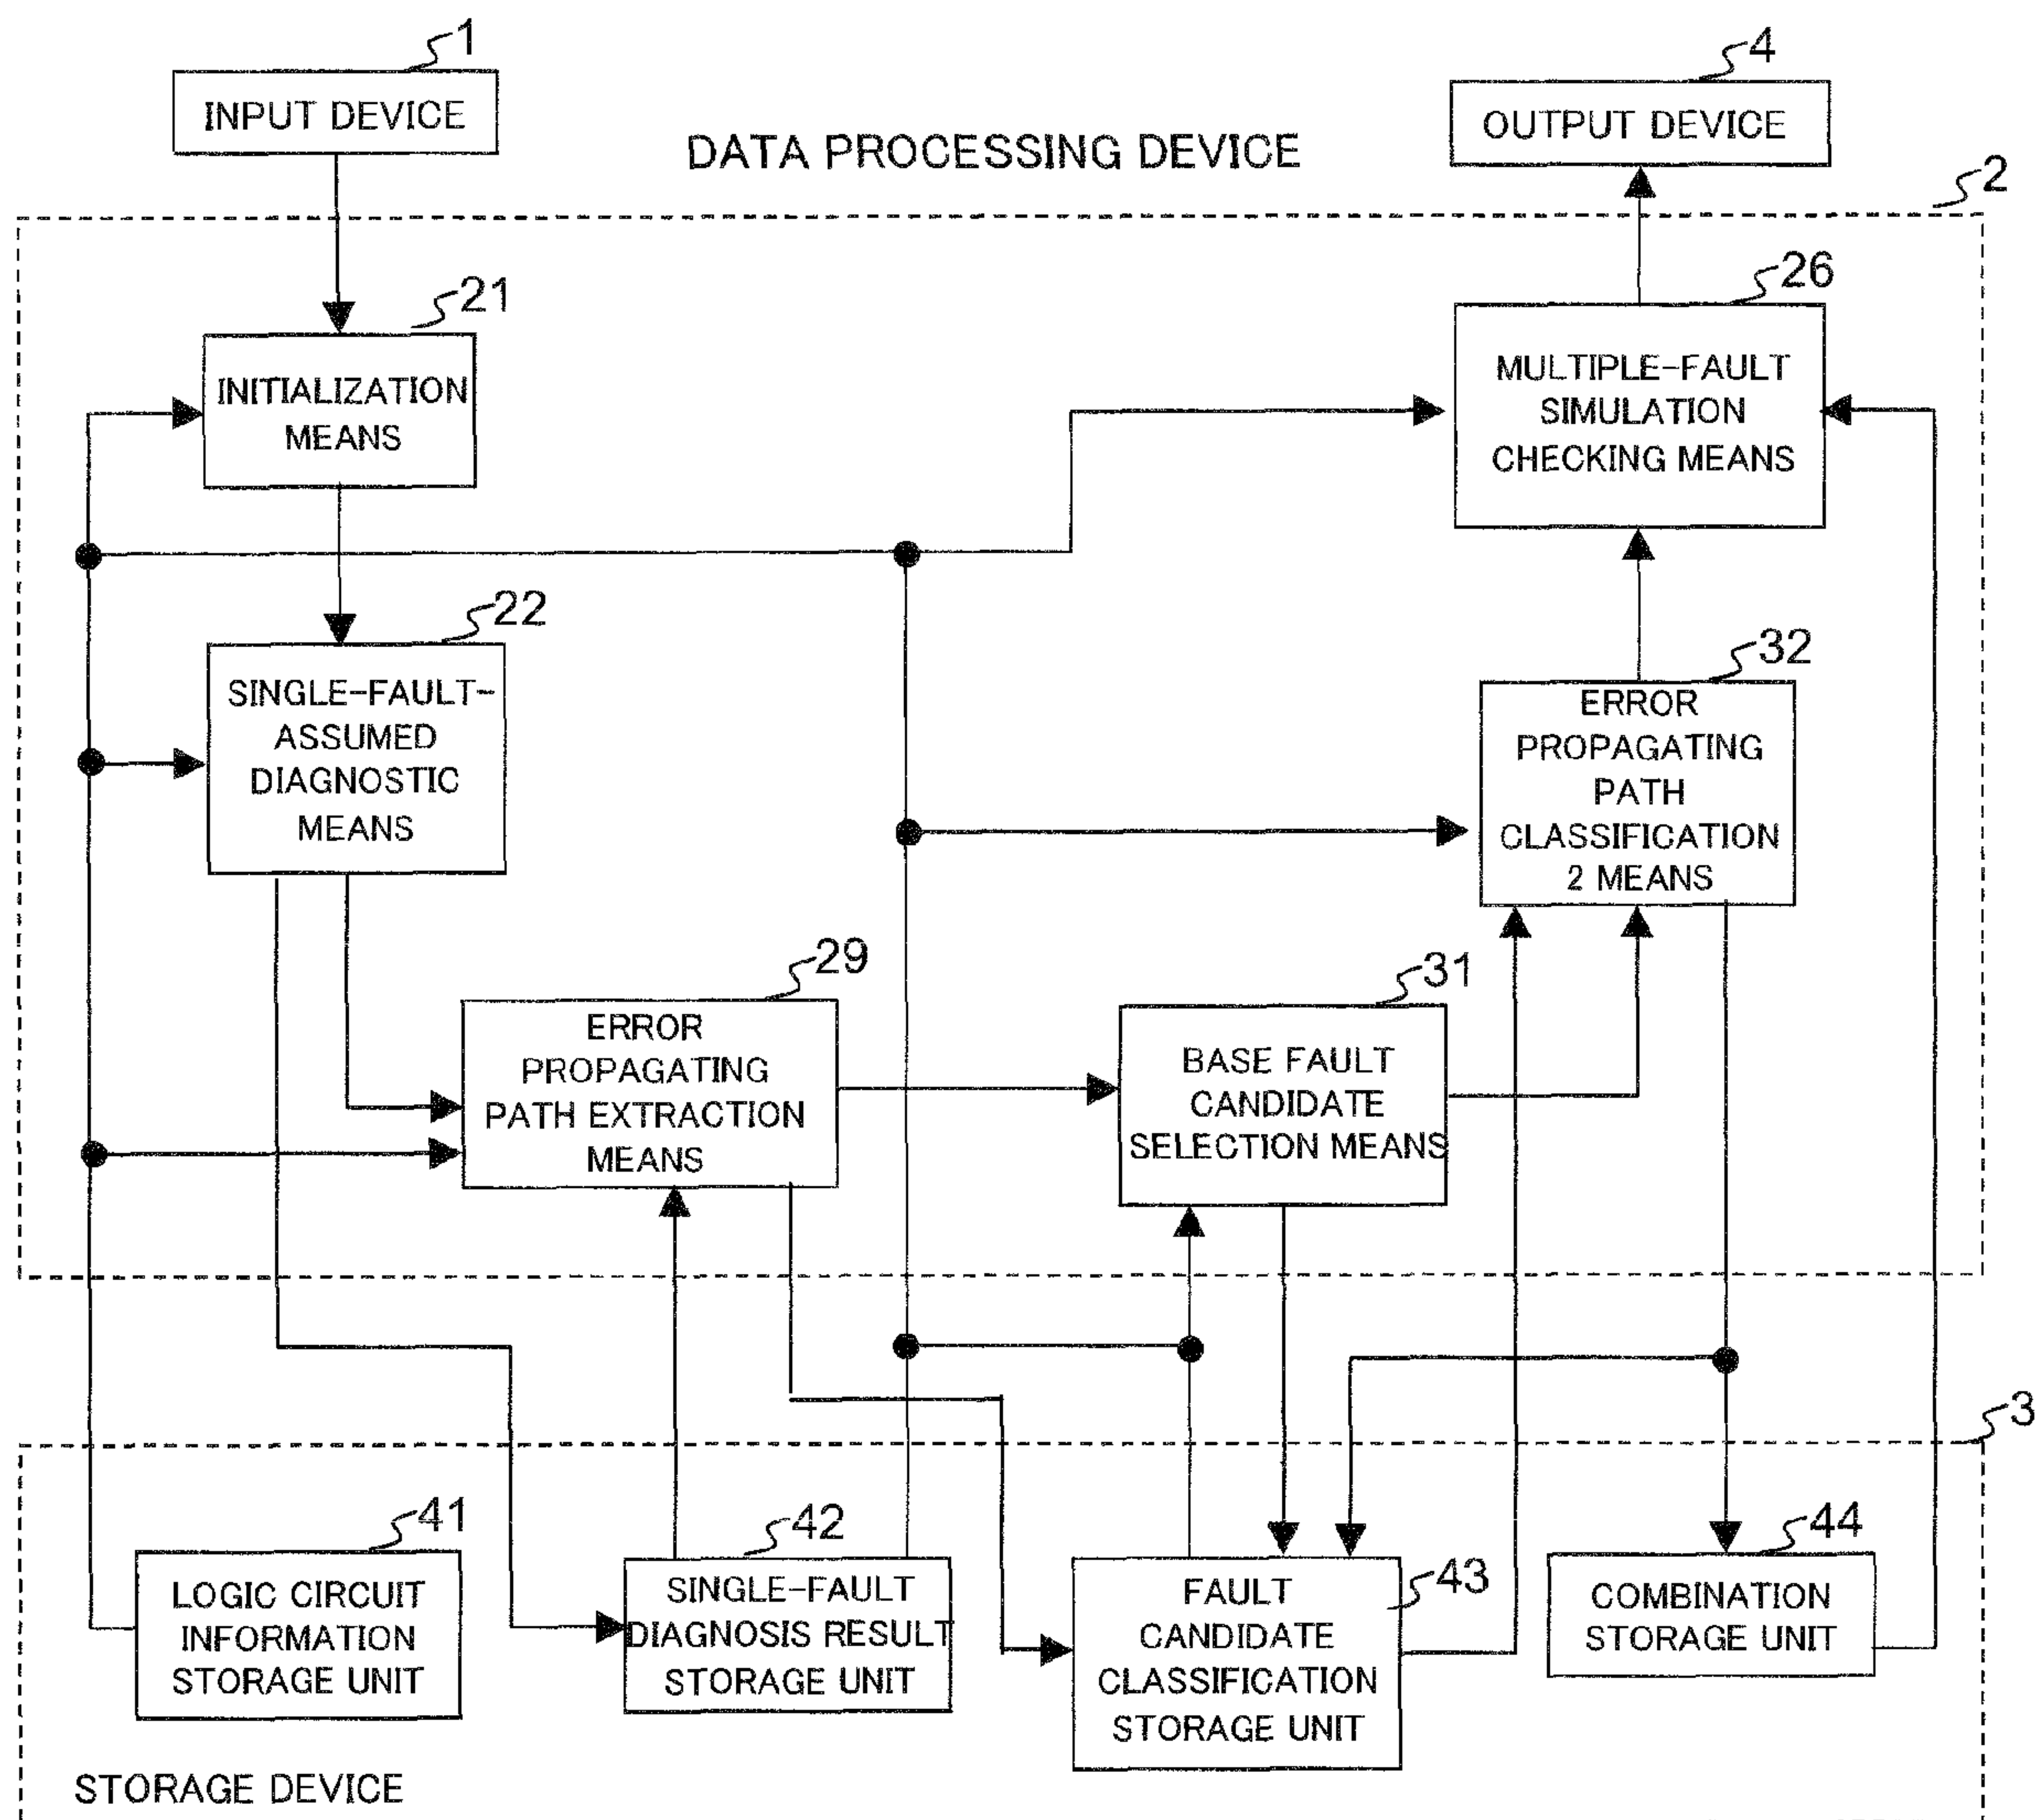 1
INPUT DEVICE
4
OUTPUT DEVICE
DATA PROCESSING DEVICE
2
21
INITIALIZATION
MEANS
26
MULTIPLE-FAULT
SIMULATION
CHECKING MEANS
22
SINGLE-FAULT-
ASSUMED
DIAGNOSTIC
MEANS
32
ERROR
PROPAGATING
PATH
CLASSIFICATION
2 MEANS
29
ERROR
PROPAGATING
PATH EXTRACTION
MEANS
31
BASE FAULT
CANDIDATE
SELECTION MEANS
3
41
LOGIC CIRCUIT
INFORMATION
STORAGE UNIT
42
SINGLE-FAULT
DIAGNOSIS RESULT
STORAGE UNIT
43
FAULT
CANDIDATE
CLASSIFICATION
STORAGE UNIT
44
COMBINATION
STORAGE UNIT
STORAGE DEVICE